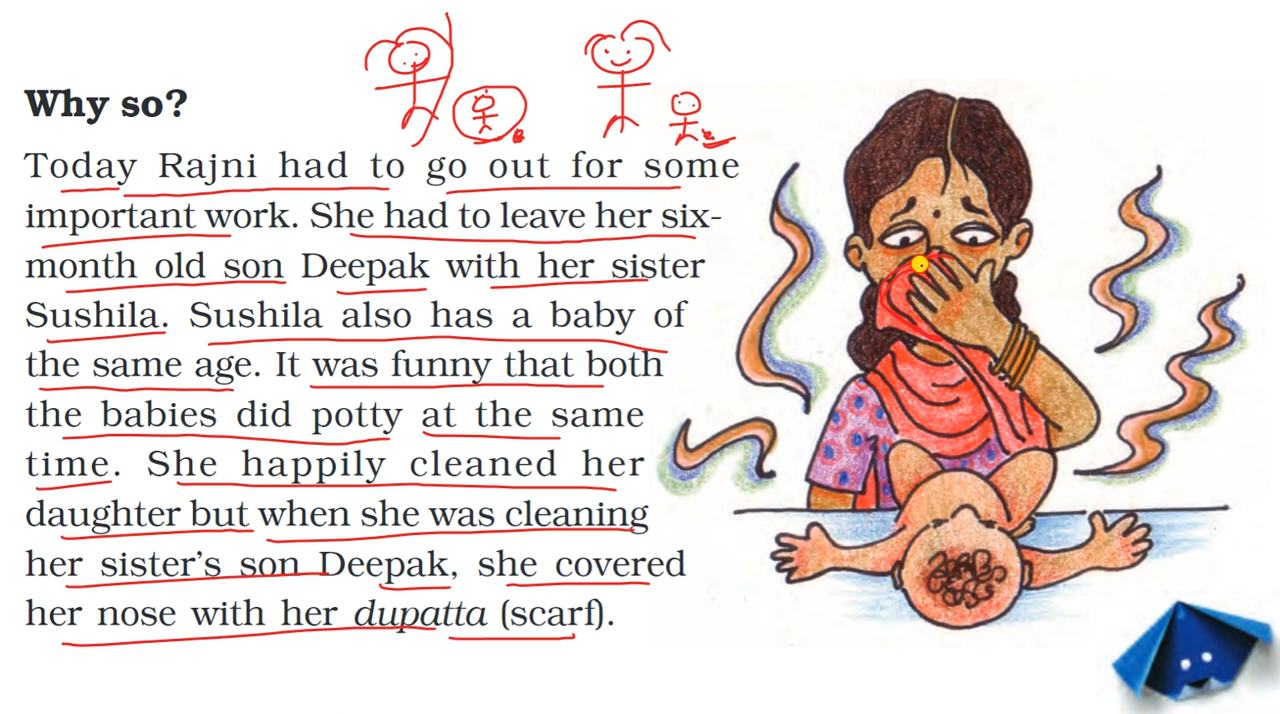 Why so?
Today Rajni had to go out for some
important work. She had to leave her six-
month old son Deepak with her sister
Sushila. Sushila also has a baby of
the same age. It was funny that both
the babies did potty at the same
time. She happily cleaned her
daughter but when she was cleaning
her sister's son Deepak, she covered
her nose with her dupatta (scarf).